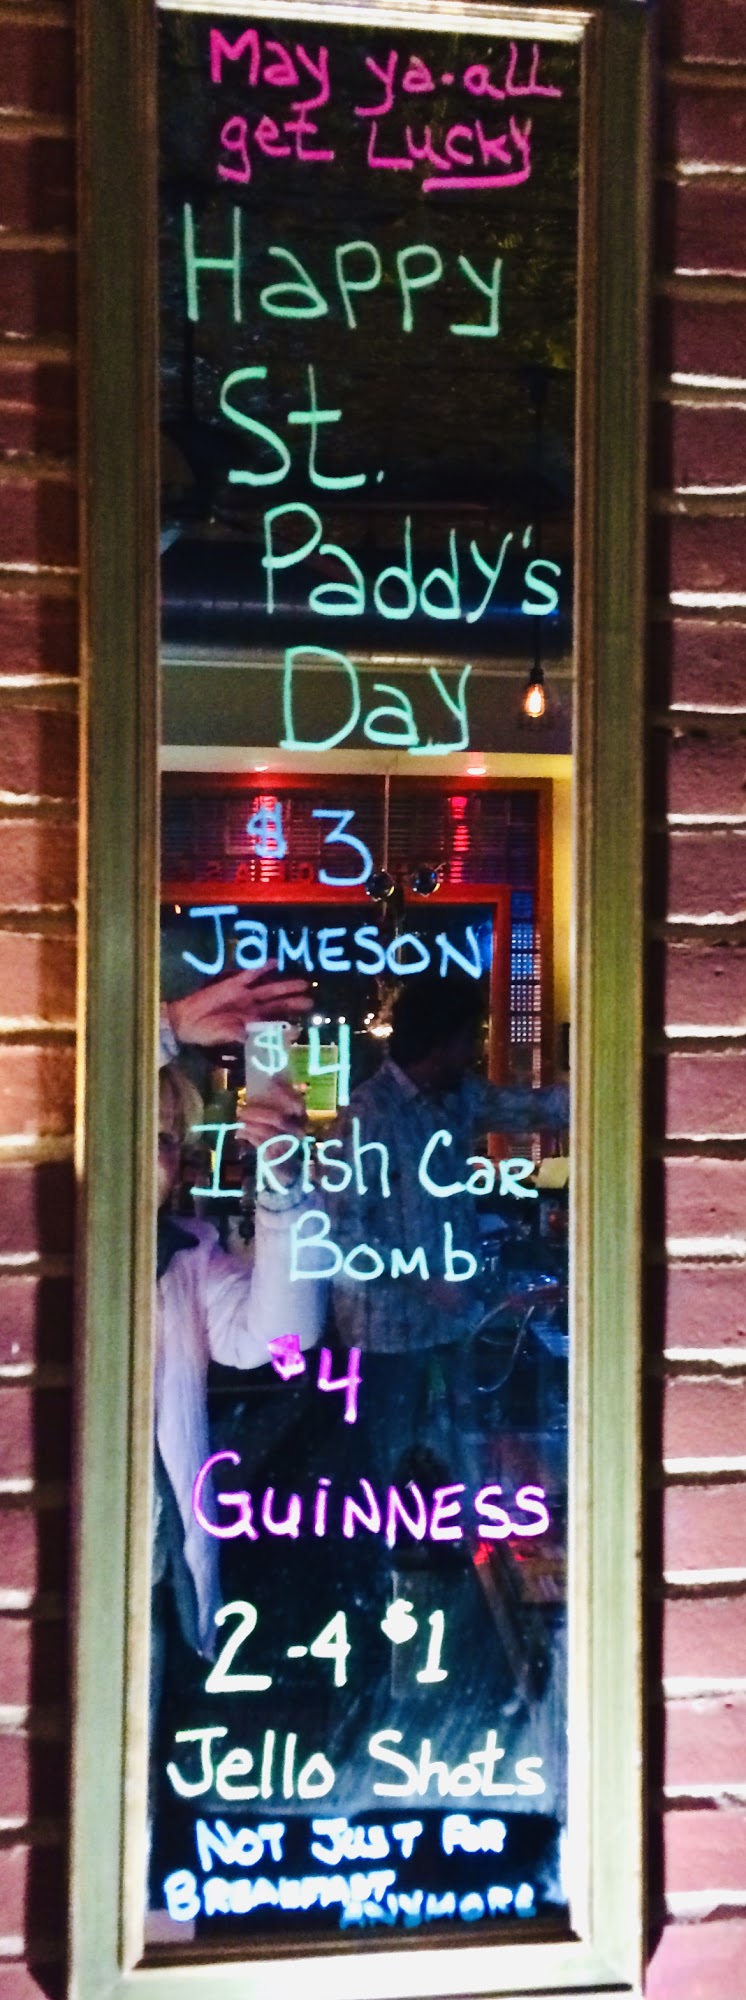 May ya-all
get Lucky
Happy
St.
Paddy's
Day
$3
JaMESON
$4
IRISh CaR
BOMb
$4
GUiNNESS
2-4 $1
Jello Shots
NOT JUST FOR
BREAKFAST
ANYMORE